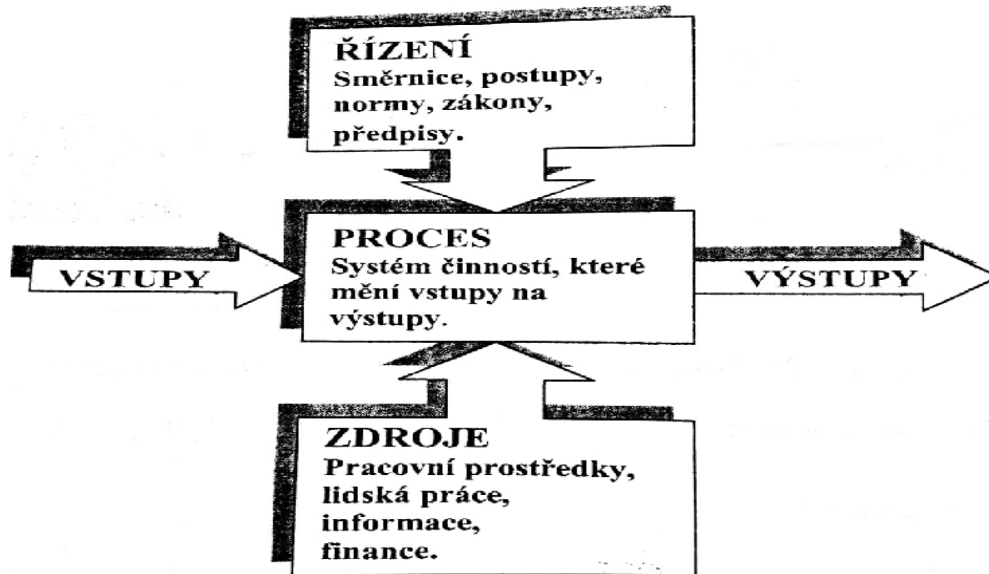 ŘÍZENÍ
Směrnice, postupy,
normy, zákony,
předpisy.
VSTUPY
PROCES
Systém činností, které
mění vstupy na
výstupy.
VÝSTUPY
ZDROJE
Pracovní prostředky,
lidská práce,
informace,
finance.